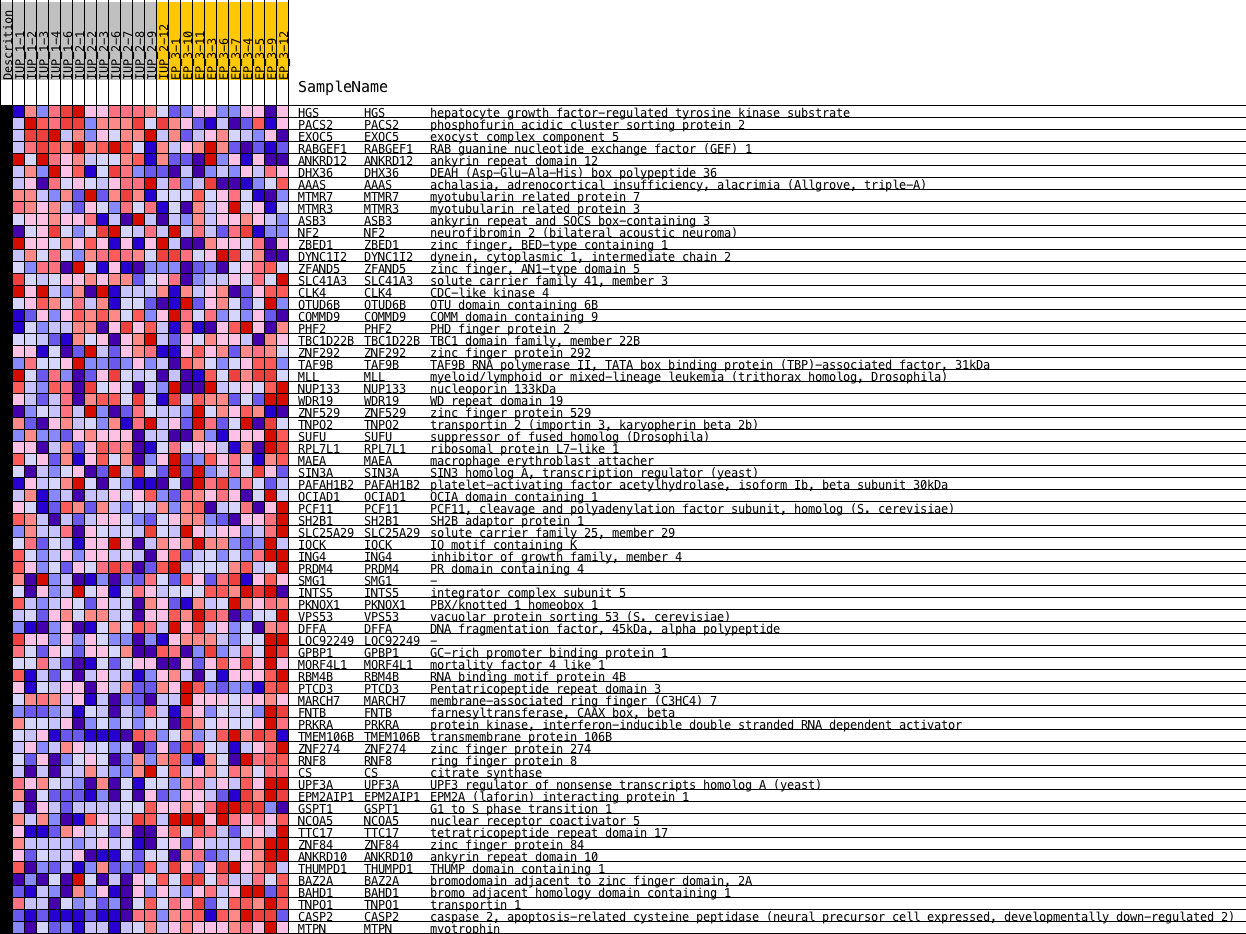 Descrition
IUP_1-1
IUP_1-2
IUP_1-3
IUP_1-4
IUP_1-6
IUP_2-1
IUP_2-2
IUP_2-3
IUP_2-6
IUP_2-7
IUP_2-8
IUP_2-9
IUP_2-12
EP_3-1
EP_3-10
EP_3-11
EP_3-3
EP_3-6
EP_3-7
EP_3-4
EP_3-5
EP_3-9
EP_3-12
SampleName
HGS HGS hepatocyte growth factor-regulated tyrosine kinase substrate
PACS2 PACS2 phosphofurin acidic cluster sorting protein 2
EXOC5 EXOC5 exocyst complex component 5
RABGEF1 RABGEF1 RAB guanine nucleotide exchange factor (GEF) 1
ANKRD12 ANKRD12 ankyrin repeat domain 12
DHX36 DHX36 DEAH (Asp-Glu-Ala-His) box polypeptide 36
AAAS AAAS achalasia, adrenocortical insufficiency, alacrimia (Allgrove, triple-A)
MTMR7 MTMR7 myotubularin related protein 7
MTMR3 MTMR3 myotubularin related protein 3
ASB3 ASB3 ankyrin repeat and SOCS box-containing 3
NF2 NF2 neurofibromin 2 (bilateral acoustic neuroma)
ZBED1 ZBED1 zinc finger, BED-type containing 1
DYNC1I2 DYNC1I2 dynein, cytoplasmic 1, intermediate chain 2
ZFAND5 ZFAND5 zinc finger, AN1-type domain 5
SLC41A3 SLC41A3 solute carrier family 41, member 3
CLK4 CLK4 CDC-like kinase 4
OTUD6B OTUD6B OTU domain containing 6B
COMMD9 COMMD9 COMM domain containing 9
PHF2 PHF2 PHD finger protein 2
TBC1D22B TBC1D22B TBC1 domain family, member 22B
ZNF292 ZNF292 zinc finger protein 292
TAF9B TAF9B TAF9B RNA polymerase II, TATA box binding protein (TBP)-associated factor, 31kDa
MLL MLL myeloid/lymphoid or mixed-lineage leukemia (trithorax homolog, Drosophila)
NUP133 NUP133 nucleoporin 133kDa
WDR19 WDR19 WD repeat domain 19
ZNF529 ZNF529 zinc finger protein 529
TNPO2 TNPO2 transportin 2 (importin 3, karyopherin beta 2b)
SUFU SUFU suppressor of fused homolog (Drosophila)
RPL7L1 RPL7L1 ribosomal protein L7-like 1
MAEA MAEA macrophage erythroblast attacher
SIN3A SIN3A SIN3 homolog A, transcription regulator (yeast)
PAFAH1B2 PAFAH1B2 platelet-activating factor acetylhydrolase, isoform Ib, beta subunit 30kDa
OCIAD1 OCIAD1 OCIA domain containing 1
PCF11 PCF11 PCF11, cleavage and polyadenylation factor subunit, homolog (S. cerevisiae)
SH2B1 SH2B1 SH2B adaptor protein 1
SLC25A29 SLC25A29 solute carrier family 25, member 29
IQCK IQCK IQ motif containing K
ING4 ING4 inhibitor of growth family, member 4
PRDM4 PRDM4 PR domain containing 4
SMG1 SMG1 -
INTS5 INTS5 integrator complex subunit 5
PKNOX1 PKNOX1 PBX/knotted 1 homeobox 1
VPS53 VPS53 vacuolar protein sorting 53 (S. cerevisiae)
DFFA DFFA DNA fragmentation factor, 45kDa, alpha polypeptide
LOC92249 LOC92249 -
GPBP1 GPBP1 GC-rich promoter binding protein 1
MORF4L1 MORF4L1 mortality factor 4 like 1
RBM4B RBM4B RNA binding motif protein 4B
PTCD3 PTCD3 Pentatricopeptide repeat domain 3
MARCH7 MARCH7 membrane-associated ring finger (C3HC4) 7
FNTB FNTB farnesyltransferase, CAAX box, beta
PRKRA PRKRA protein kinase, interferon-inducible double stranded RNA dependent activator
TMEM106B TMEM106B transmembrane protein 106B
ZNF274 ZNF274 zinc finger protein 274
RNF8 RNF8 ring finger protein 8
CS CS citrate synthase
UPF3A UPF3A UPF3 regulator of nonsense transcripts homolog A (yeast)
EPM2AIP1 EPM2AIP1 EPM2A (laforin) interacting protein 1
GSPT1 GSPT1 G1 to S phase transition 1
NCOA5 NCOA5 nuclear receptor coactivator 5
TTC17 TTC17 tetratricopeptide repeat domain 17
ZNF84 ZNF84 zinc finger protein 84
ANKRD10 ANKRD10 ankyrin repeat domain 10
THUMPD1 THUMPD1 THUMP domain containing 1
BAZ2A BAZ2A bromodomain adjacent to zinc finger domain, 2A
BAHD1 BAHD1 bromo adjacent homology domain containing 1
TNPO1 TNPO1 transportin 1
CASP2 CASP2 caspase 2, apoptosis-related cysteine peptidase (neural precursor cell expressed, developmentally down-regulated 2)
MTPN MTPN myotrophin